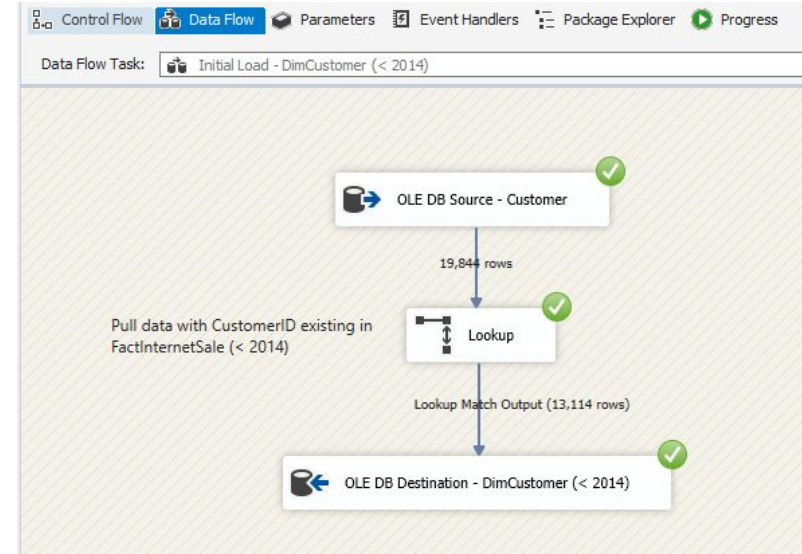 Control Flow Data Flow Parameters Event Handlers Package Explorer Progress
Data Flow Task: Initial Load - DimCustomer (< 2014)
OLE DB Source - Customer
19,844 rows
Pull data with CustomerID existing in
FactInternetSale (< 2014)
Lookup
Lookup Match Output (13,114 rows)
OLE DB Destination - DimCustomer (< 2014)